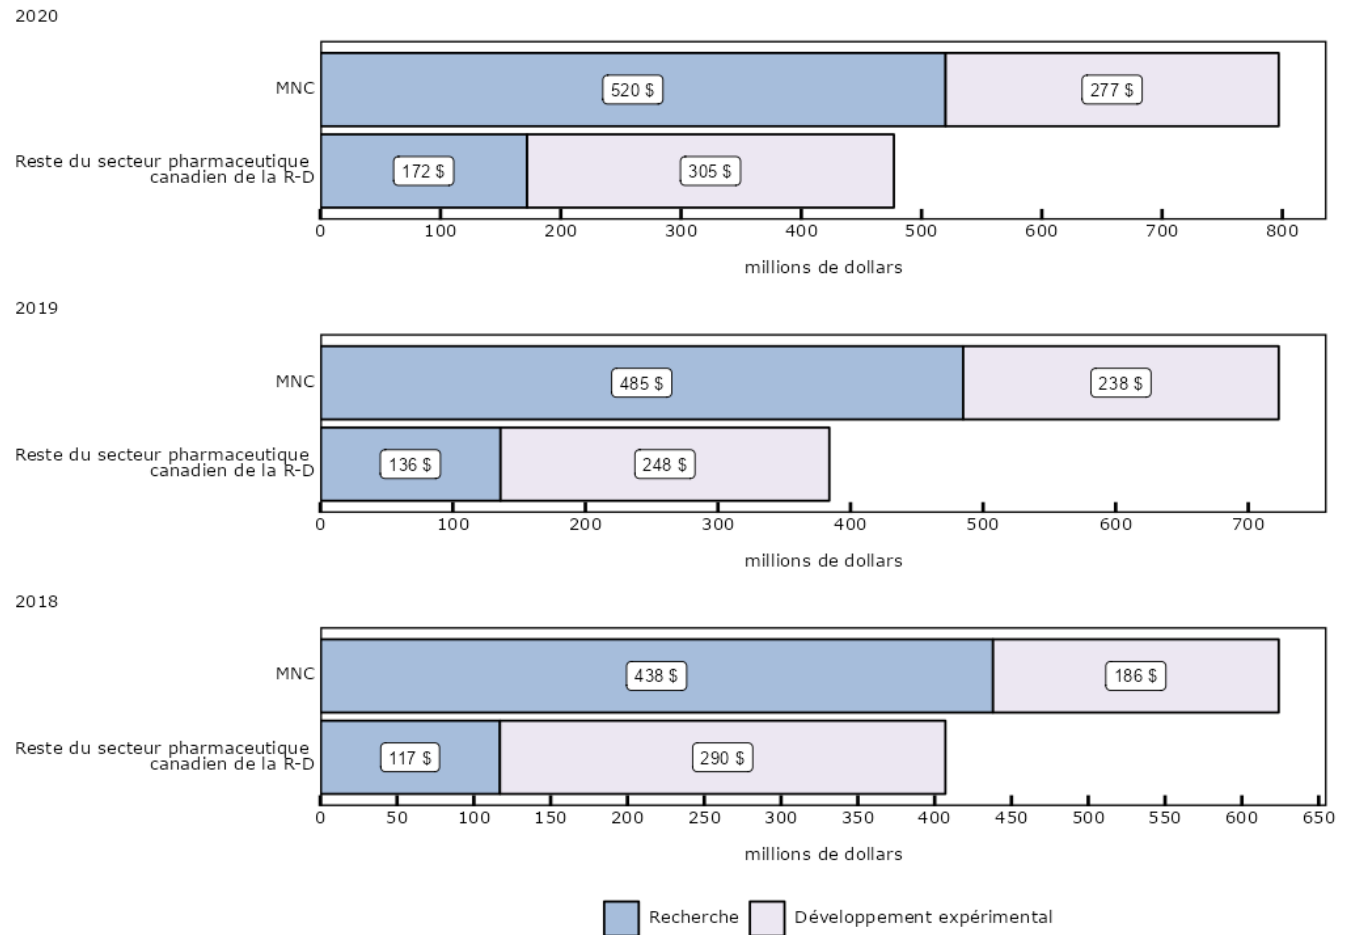 2020
MNC
520 $
277 $
Reste du secteur pharmaceutique
canadien de la R-D
172 $
305 $
0 100 200 300 400 500 600 700 800
millions de dollars
2019
MNC
485 $
238 $
Reste du secteur pharmaceutique
canadien de la R-D
136 $
248 $
0 100 200 300 400 500 600 700
millions de dollars
2018
MNC
438 $
186 $
Reste du secteur pharmaceutique
canadien de la R-D
117 $
290 $
0 50 100 150 200 250 300 350 400 450 500 550 600 650
millions de dollars
Recherche Développement expérimental